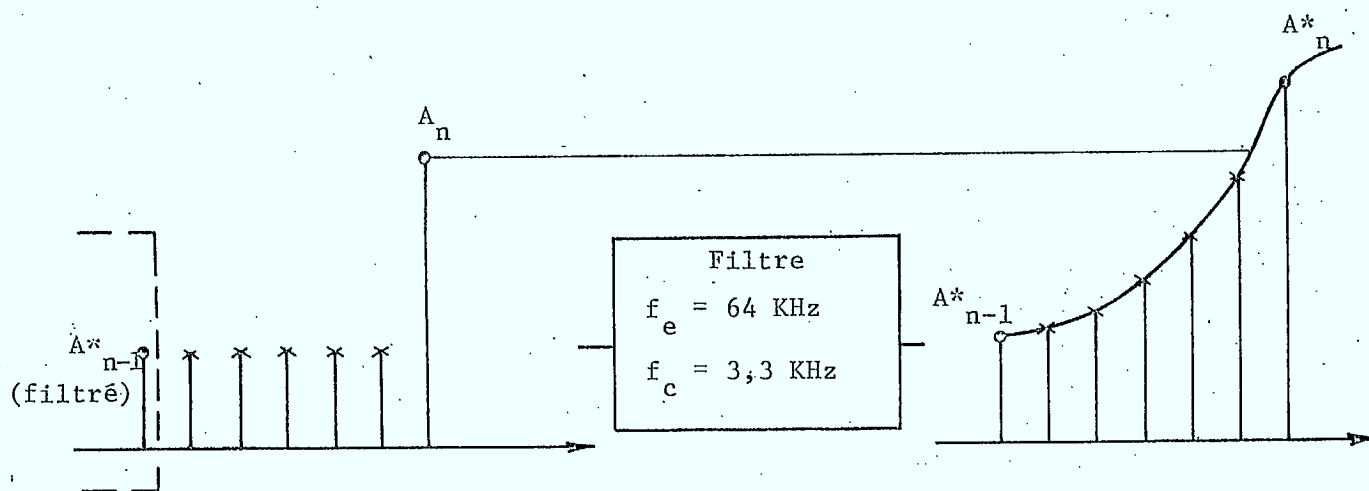 A*n
An
Filtre
fe = 64 KHz
fc = 3,3 KHz
A*n-1
A*n-1
(filtré)